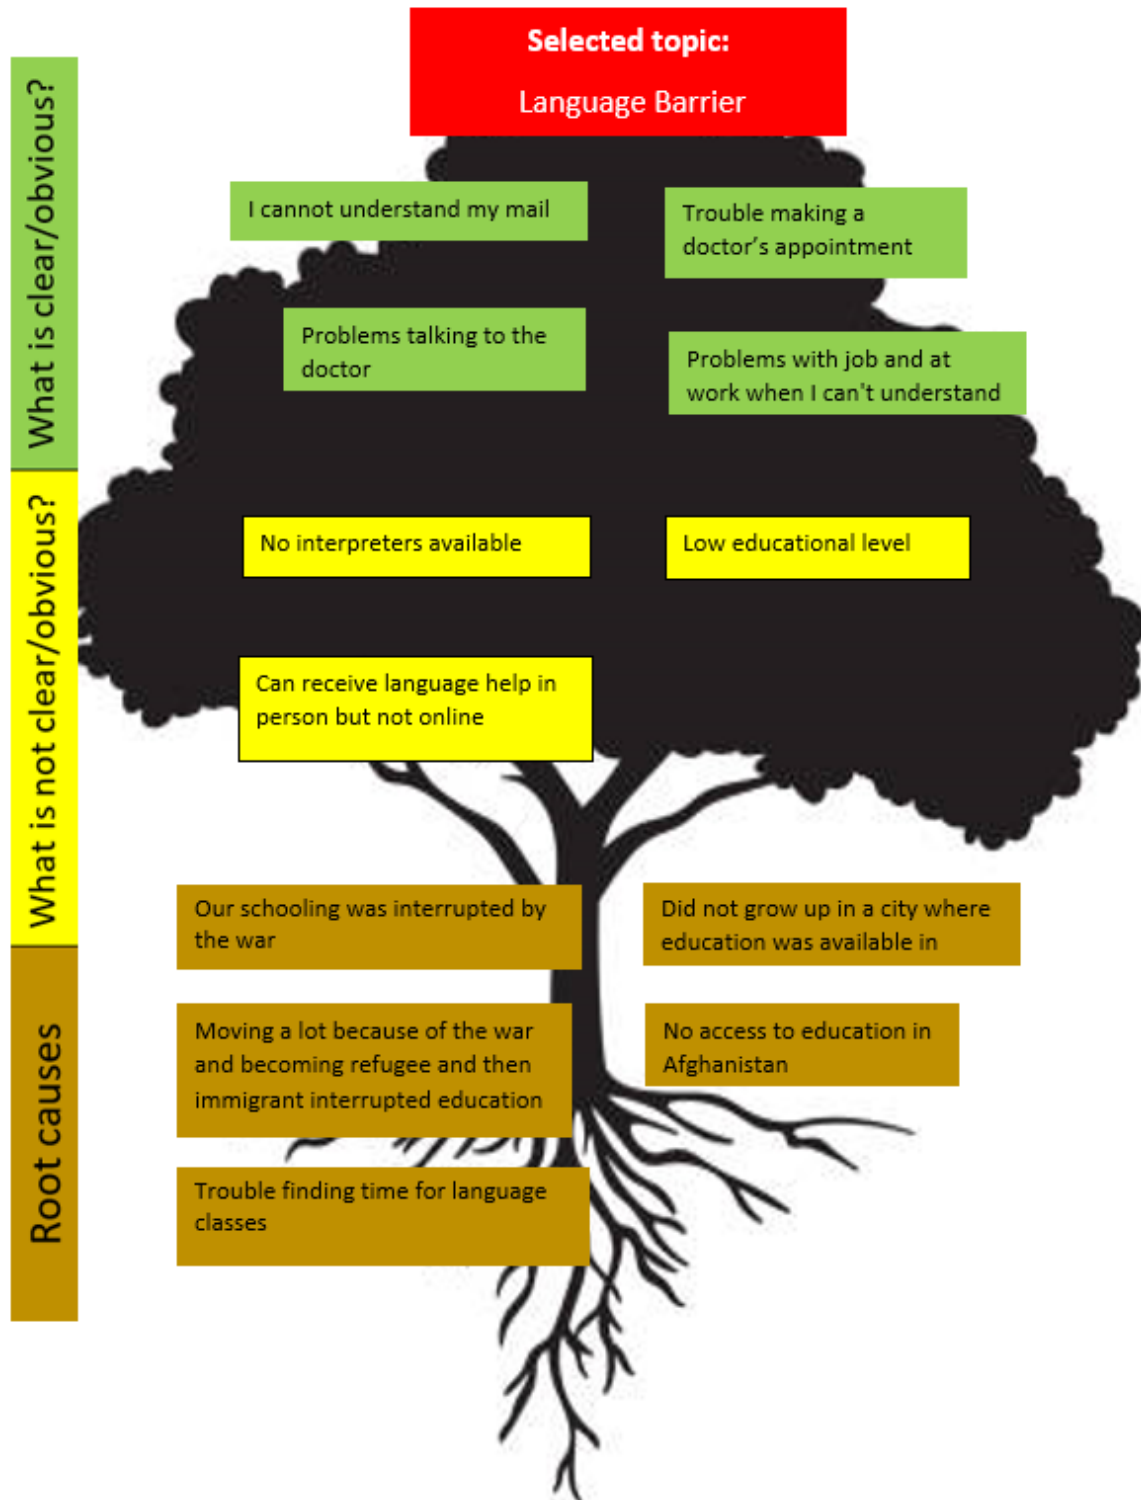 Selected topic:
Language Barrier
What is clear/obvious?
I cannot understand my mail
Trouble making a
doctor’s appointment
Problems talking to the
doctor
Problems with job and at
work when I can't understand
What is not clear/obvious?
No interpreters available
Low educational level
Can receive language help in
person but not online
Root causes
Our schooling was interrupted by
the war
Did not grow up in a city where
education was available in
Moving a lot because of the war
and becoming refugee and then
immigrant interrupted education
No access to education in
Afghanistan
Trouble finding time for language
classes